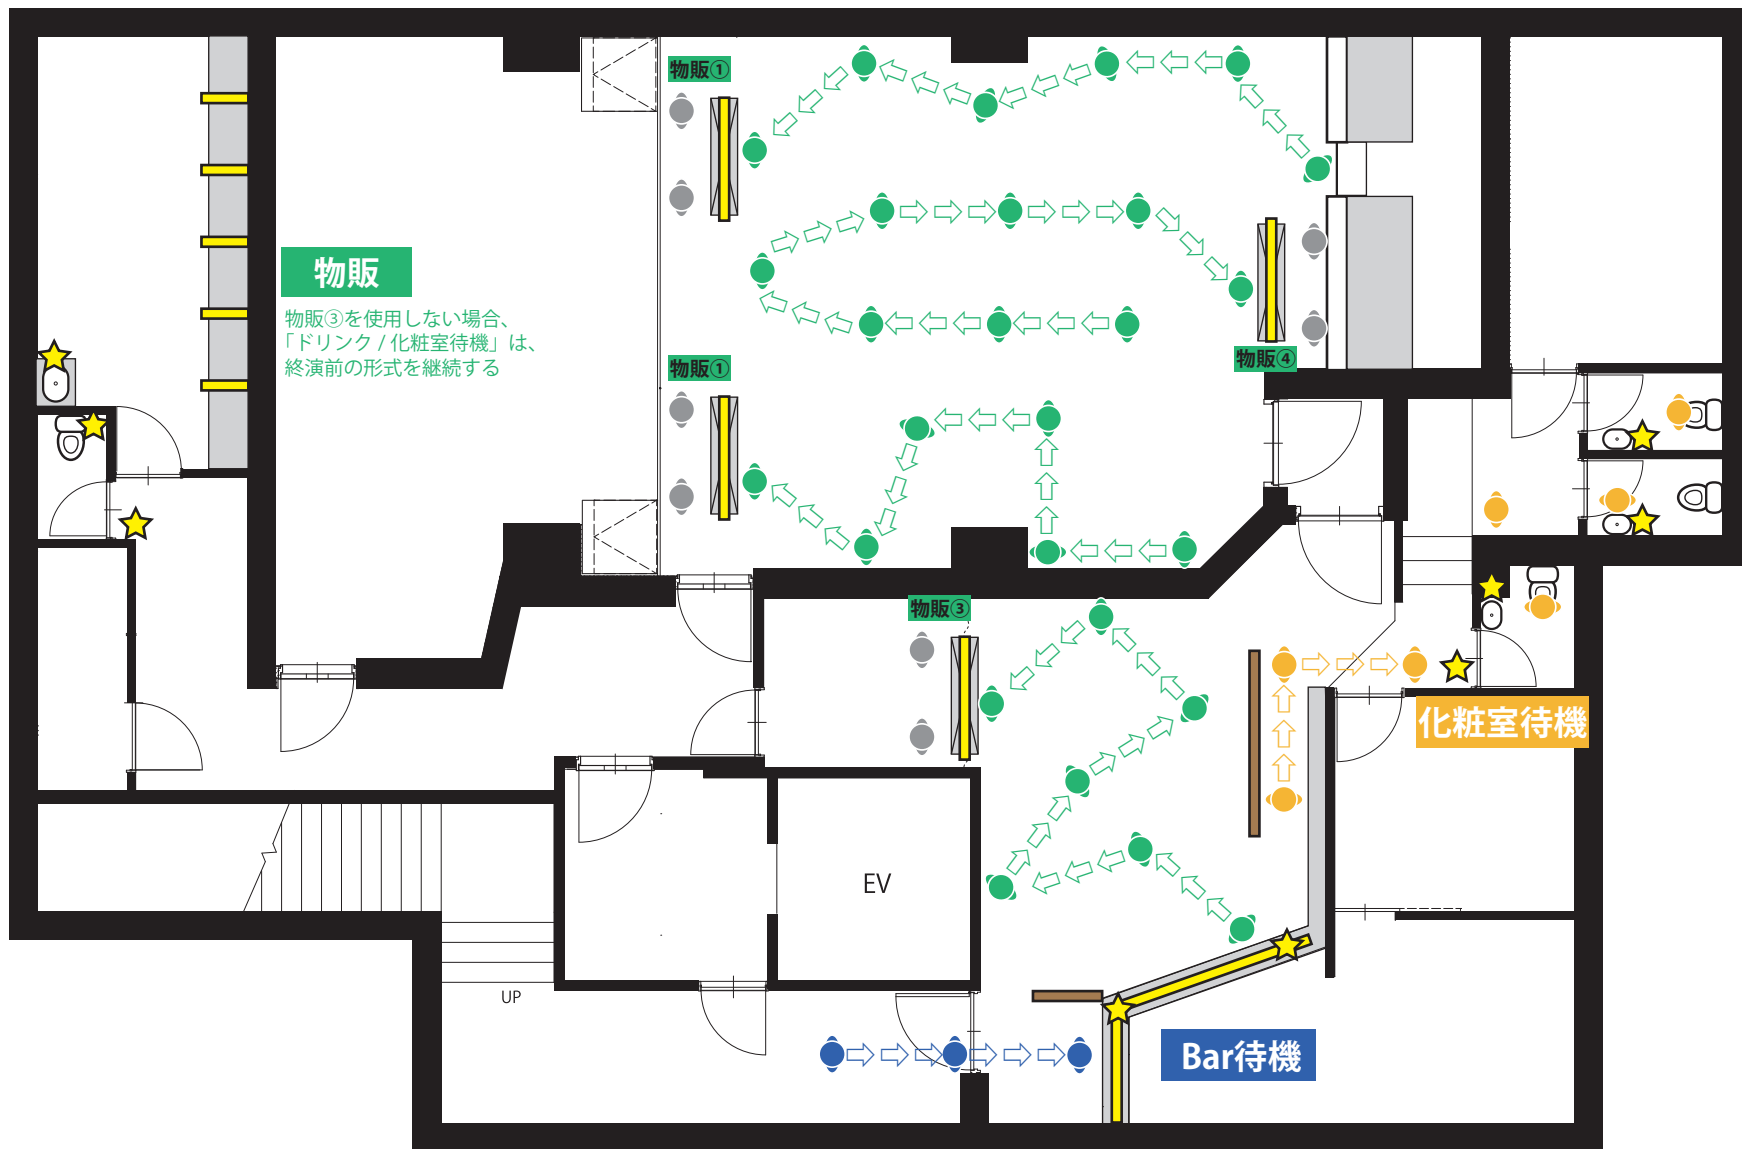 物販①
物販
物販③を使用しない場合、
「ドリンク / 化粧室待機」は、
終演前の形式を継続する
物販①
物販④
物販③
化粧室待機
EV
UP
Bar待機